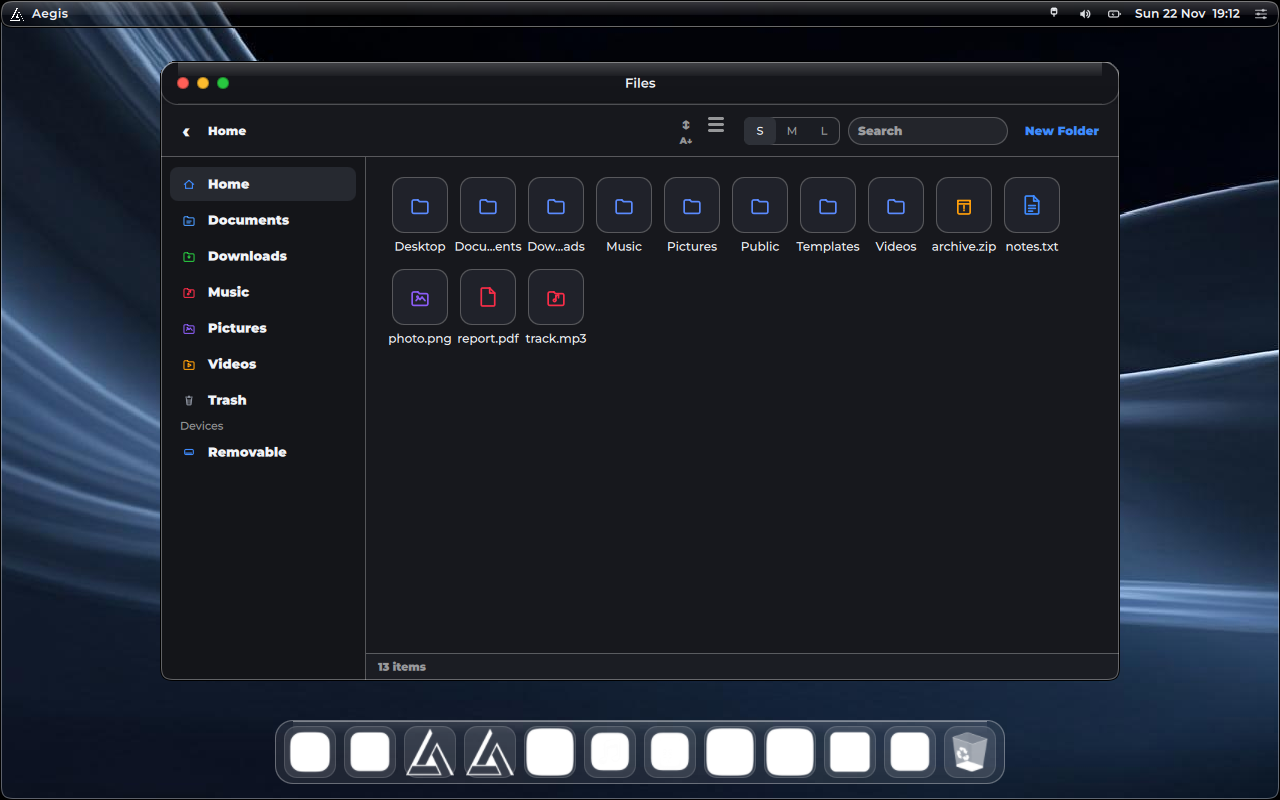 Aegis
Sun 22 Nov 19:12
Files
Home
A+
S M L
Search
New Folder
Home
Documents
Downloads
Music
Pictures
Videos
Trash
Devices
Removable
Desktop Docu...ents Dow...ads Music Pictures Public Templates Videos archive.zip notes.txt
photo.png report.pdf track.mp3
13 items